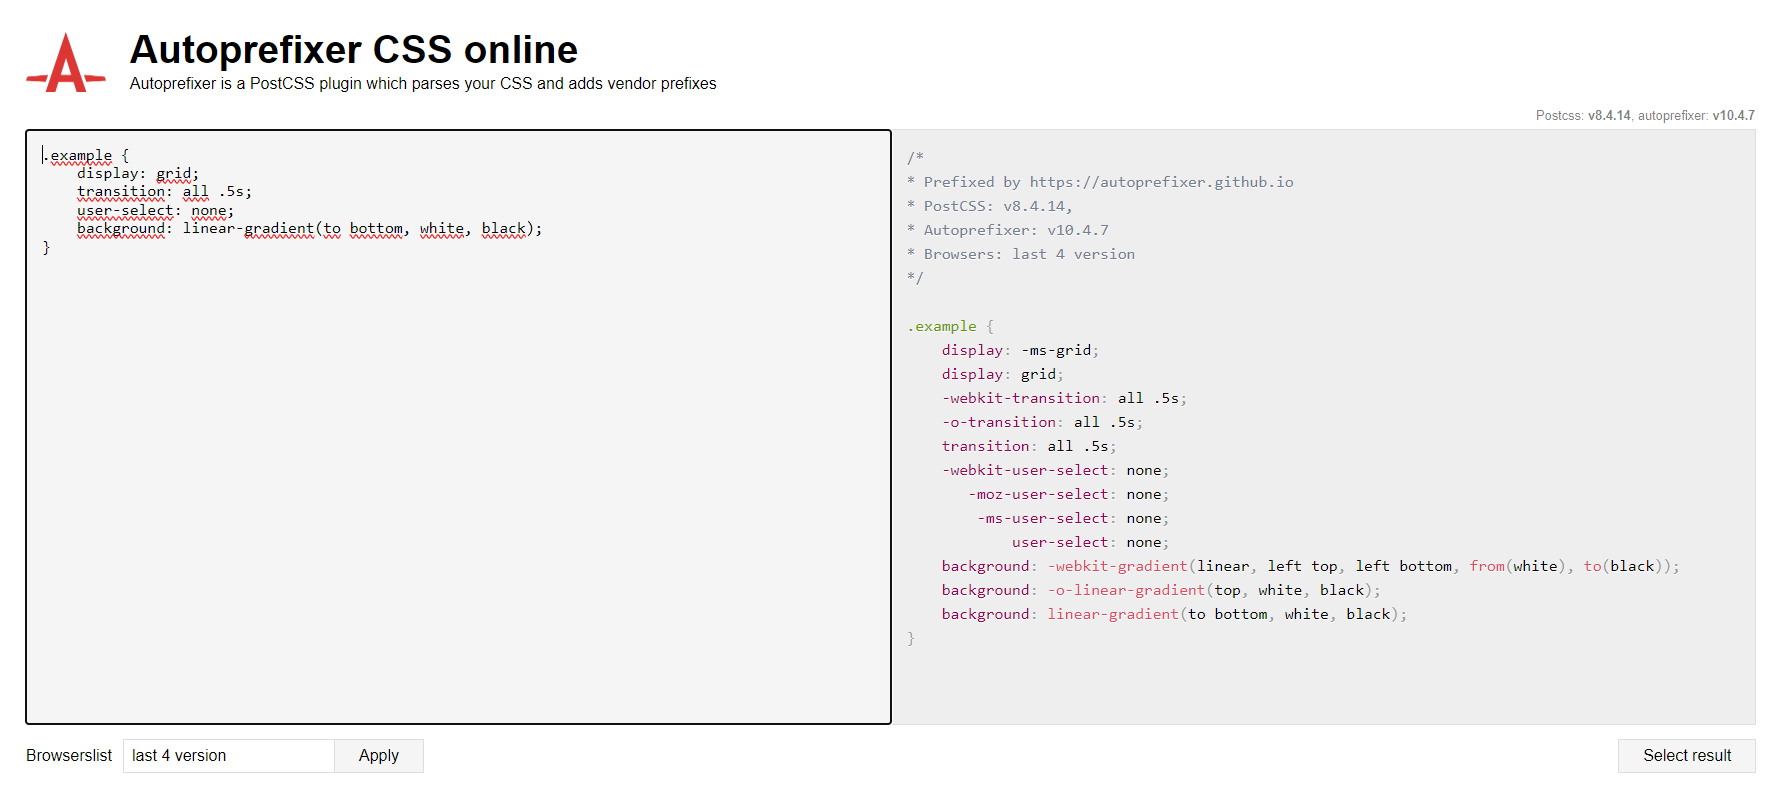 Autoprefixer CSS online
Autoprefixer is a PostCSS plugin which parses your CSS and adds vendor prefixes
Postcss: v8.4.14, autoprefixer: v10.4.7
.example {
    display: grid;
    transition: all .5s;
    user-select: none;
    background: linear-gradient(to bottom, white, black);
}
/*
* Prefixed by https://autoprefixer.github.io
* PostCSS: v8.4.14,
* Autoprefixer: v10.4.7
* Browsers: last 4 version
*/
.example {
    display: -ms-grid;
    display: grid;
    -webkit-transition: all .5s;
    -o-transition: all .5s;
    transition: all .5s;
    -webkit-user-select: none;
       -moz-user-select: none;
        -ms-user-select: none;
            user-select: none;
    background: -webkit-gradient(linear, left top, left bottom, from(white), to(black));
    background: -o-linear-gradient(top, white, black);
    background: linear-gradient(to bottom, white, black);
}
Browserslist last 4 version Apply Select result